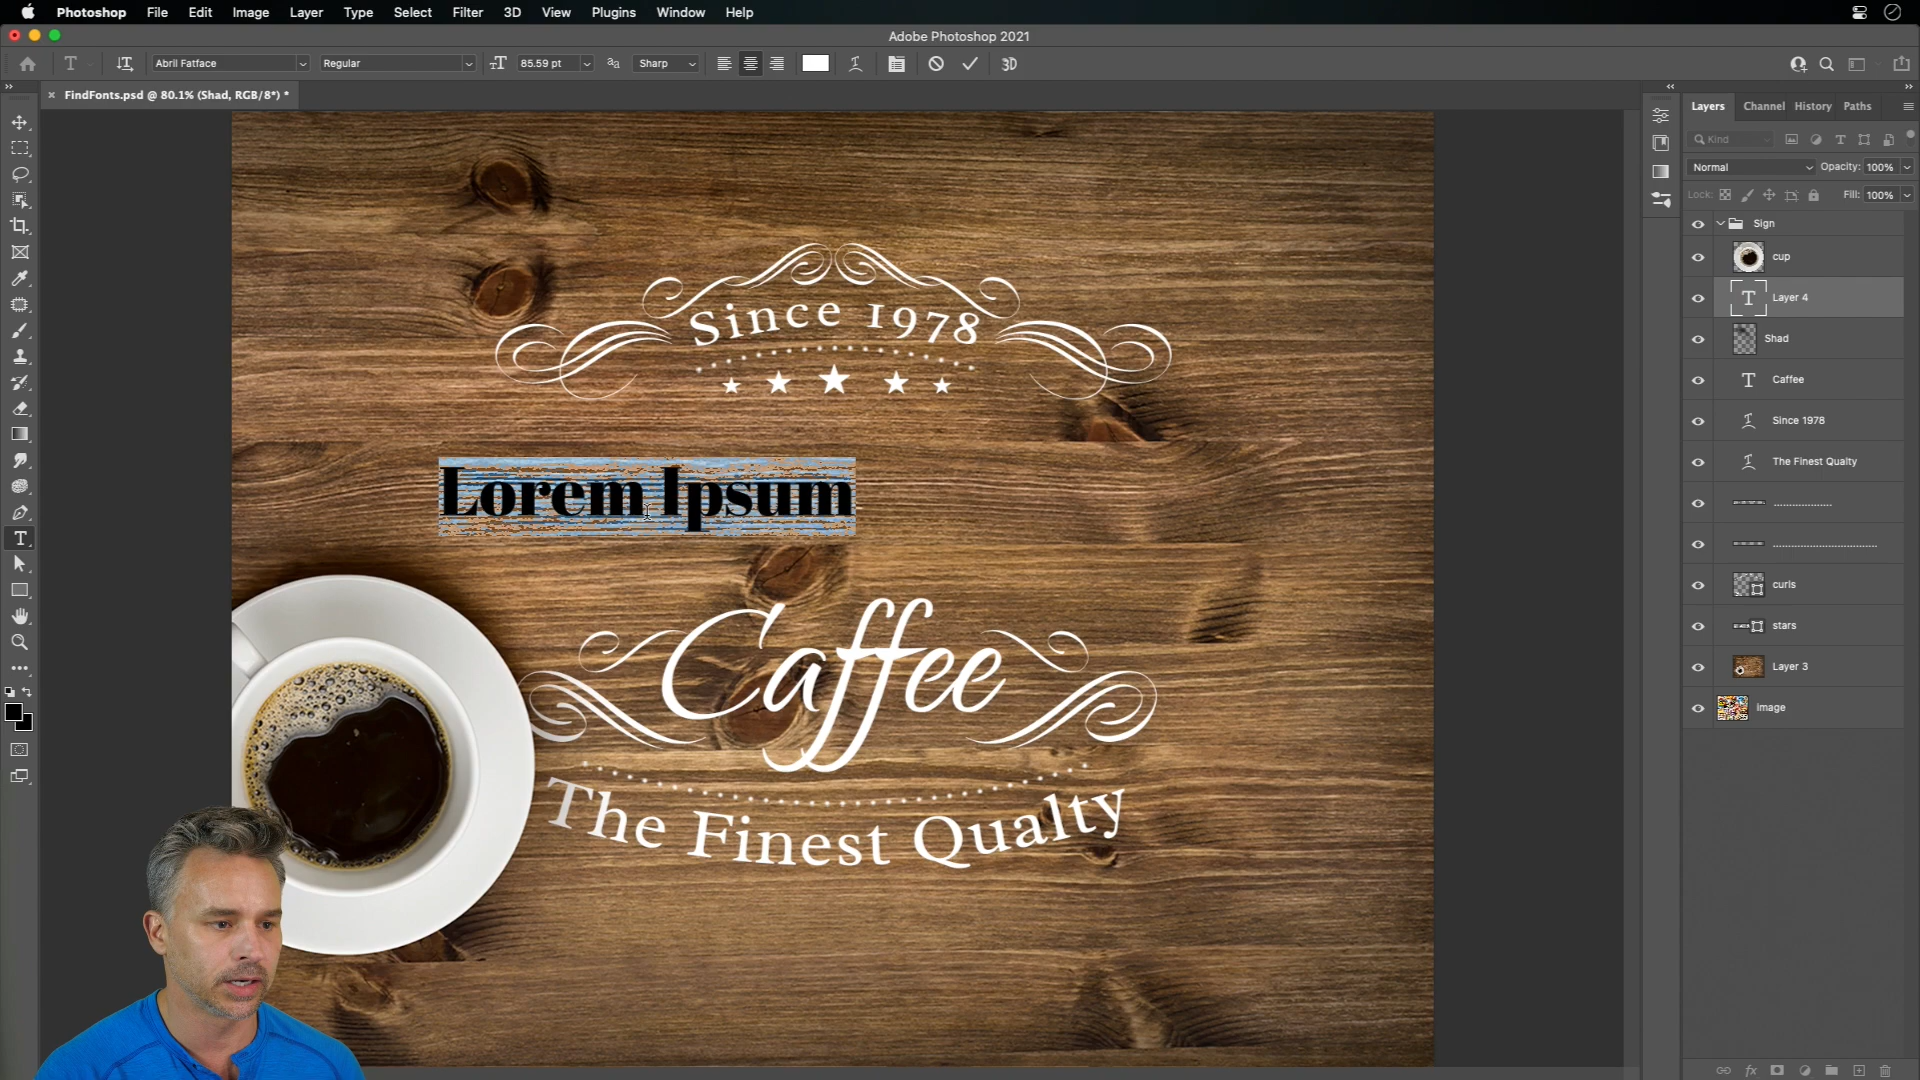 Photoshop File Edit Image Layer Type Select Filter 3D View Plugins Window Help
Adobe Photoshop 2021
T Abril Fatface Regular 85.59 pt Sharp 3D
× FindFonts.psd @ 80.1% (Shad, RGB/8*) *
Layers Channel History Paths
Kind
Normal Opacity: 100%
Lock: Fill: 100%
Sign
cup
Layer 4
Shad
Caffee
Since 1978
The Finest Qualty
...................
..................................
curls
stars
Layer 3
image
Since 1978
Lorem Ipsum
Caffee
The Finest Qualty